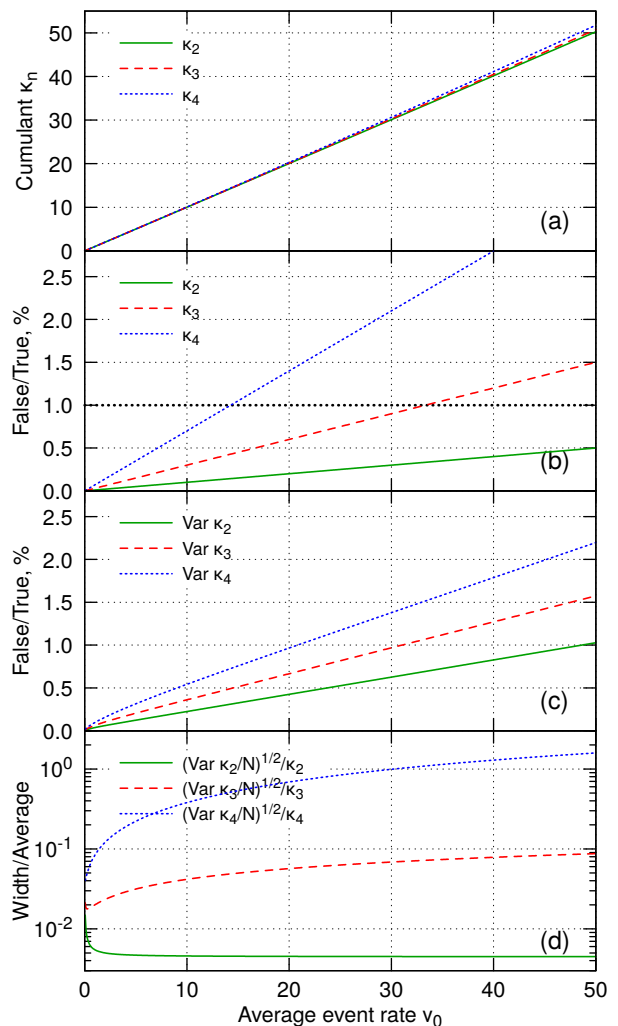 Cumulant κn
50
40
30
20
10
0
κ2
κ3
κ4
(a)
False/True, %
2.5
2.0
1.5
1.0
0.5
0.0
κ2
κ3
κ4
(b)
False/True, %
2.5
2.0
1.5
1.0
0.5
0.0
Var κ2
Var κ3
Var κ4
(c)
Width/Average
10^0
10^-1
10^-2
(Var κ2/N)^1/2/κ2
(Var κ3/N)^1/2/κ3
(Var κ4/N)^1/2/κ4
(d)
0 10 20 30 40 50
Average event rate ν0